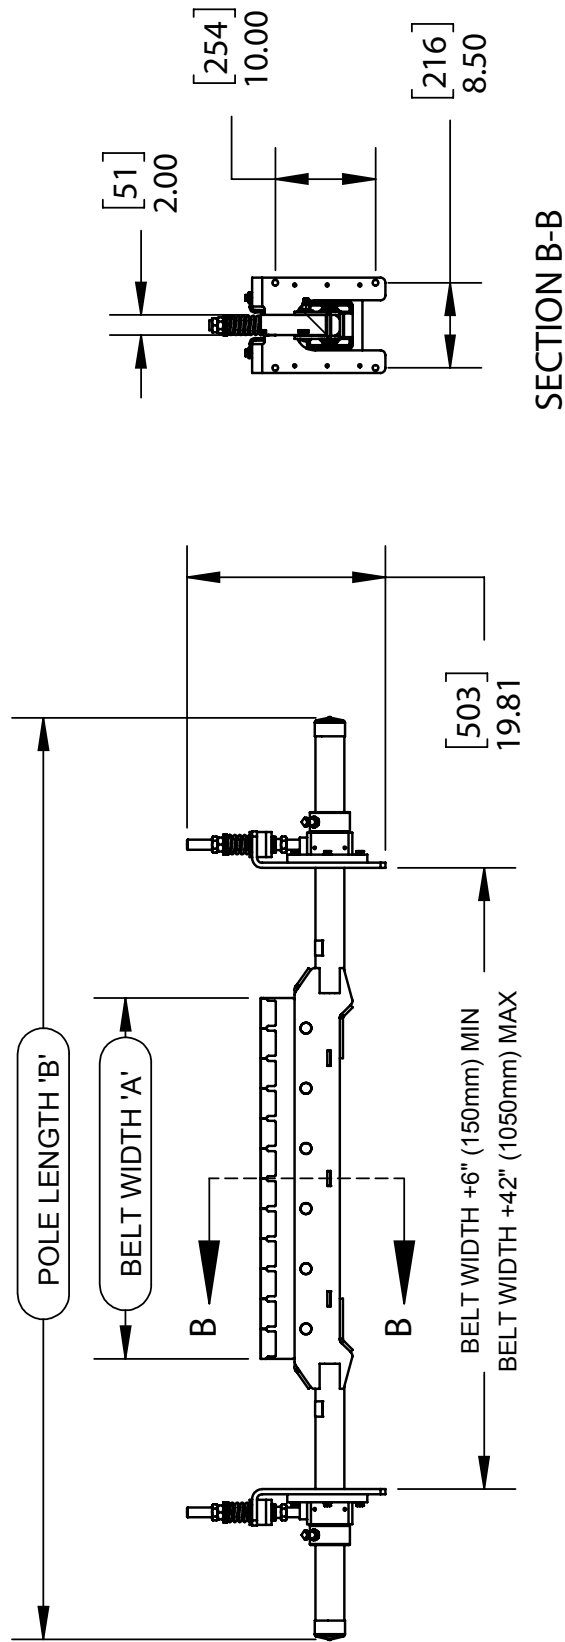 POLE LENGTH 'B'
BELT WIDTH 'A'
B
B
BELT WIDTH +6" (150mm) MIN
BELT WIDTH +42" (1050mm) MAX
[503]
19.81
[51]
2.00
[254]
10.00
[216]
8.50
SECTION B-B